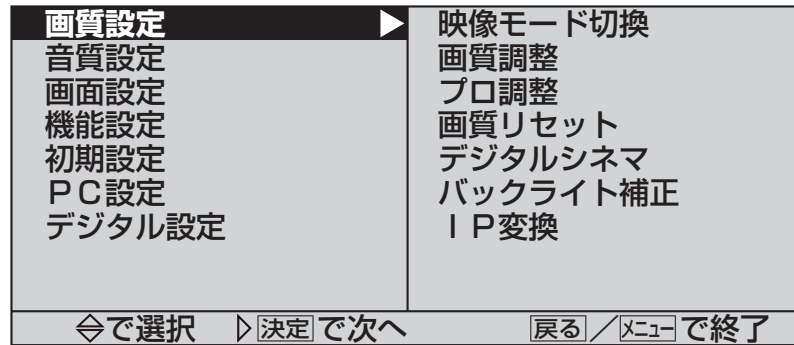 画質設定
音質設定
画面設定
機能設定
初期設定
ＰＣ設定
デジタル設定
映像モード切換
画質調整
プロ調整
画質リセット
デジタルシネマ
バックライト補正
ＩＰ変換
で選択 決定で次へ 戻る／メニューで終了